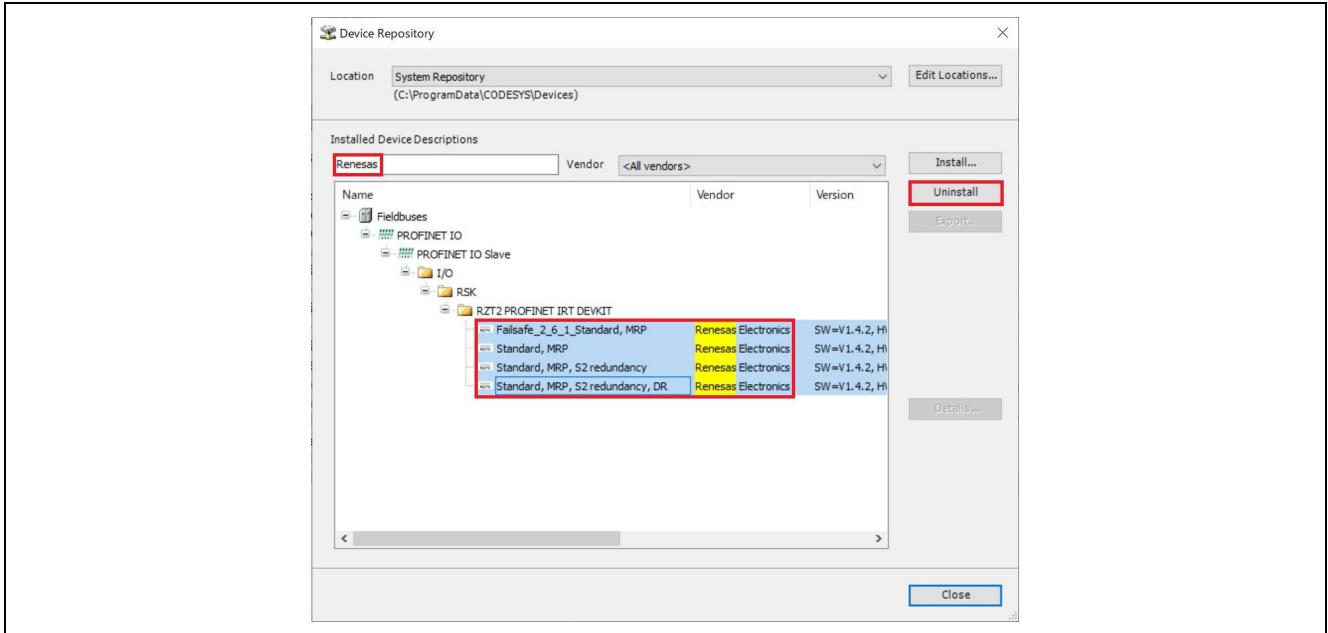 Device Repository
Location System Repository Edit Locations...
(C:\ProgramData\CODESYS\Devices)
Installed Device Descriptions
Renesas Vendor <All vendors> Install...
Name Vendor Version Uninstall
Fieldbuses Export...
PROFINET IO
PROFINET IO Slave
I/O
RSK
RZT2 PROFINET IRT DEVKIT
Failsafe_2_6_1_Standard, MRP Renesas Electronics SW=V1.4.2, H
Standard, MRP Renesas Electronics SW=V1.4.2, H
Standard, MRP, S2 redundancy Renesas Electronics SW=V1.4.2, H
Standard, MRP, S2 redundancy, DR Renesas Electronics SW=V1.4.2, H
Details...
Close